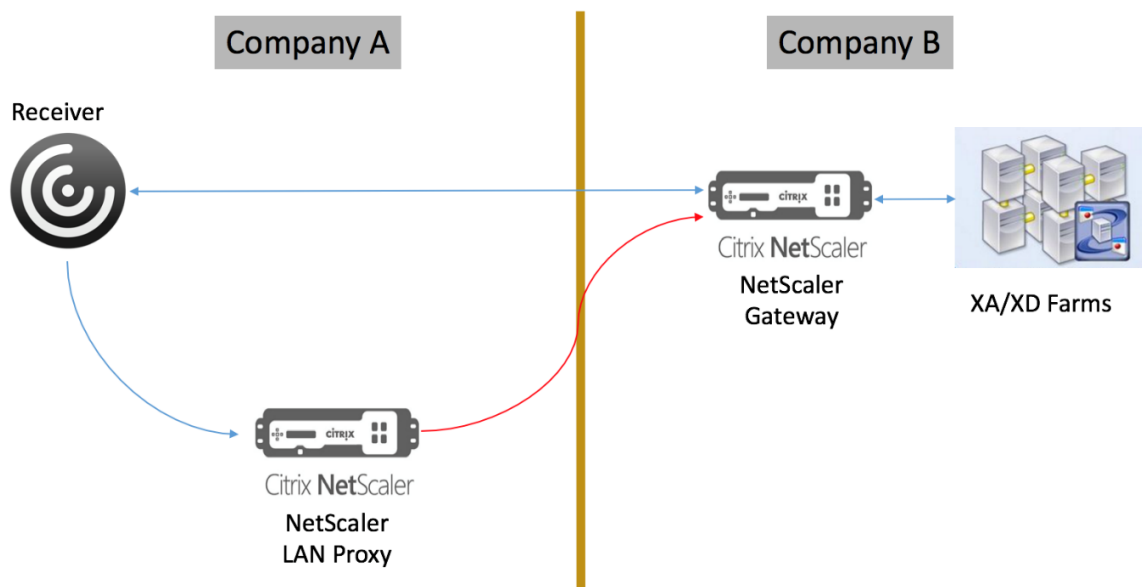 Company A
Company B
Receiver
CITRIX
Citrix NetScaler
NetScaler
Gateway
XA/XD Farms
CITRIX
Citrix NetScaler
NetScaler
LAN Proxy